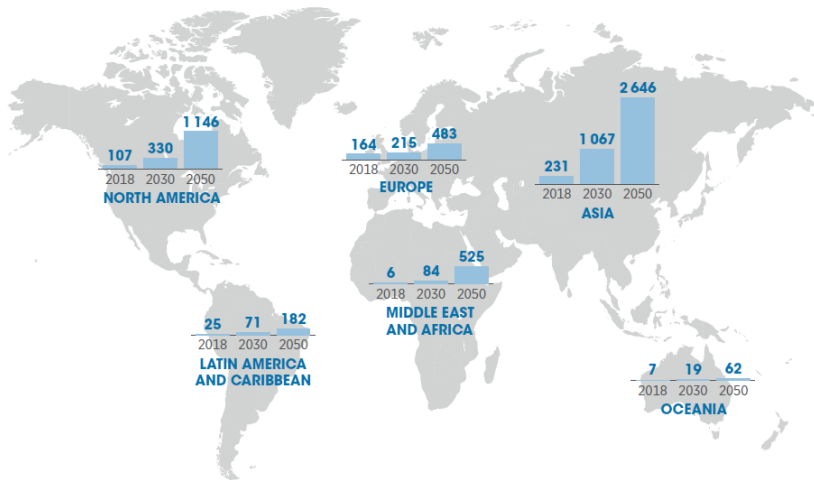 107 330 1 146
2018 2030 2050
NORTH AMERICA
164 215 483
2018 2030 2050
EUROPE
231 1 067 2 646
2018 2030 2050
ASIA
6 84 525
2018 2030 2050
MIDDLE EAST
AND AFRICA
25 71 182
2018 2030 2050
LATIN AMERICA
AND CARIBBEAN
7 19 62
2018 2030 2050
OCEANIA